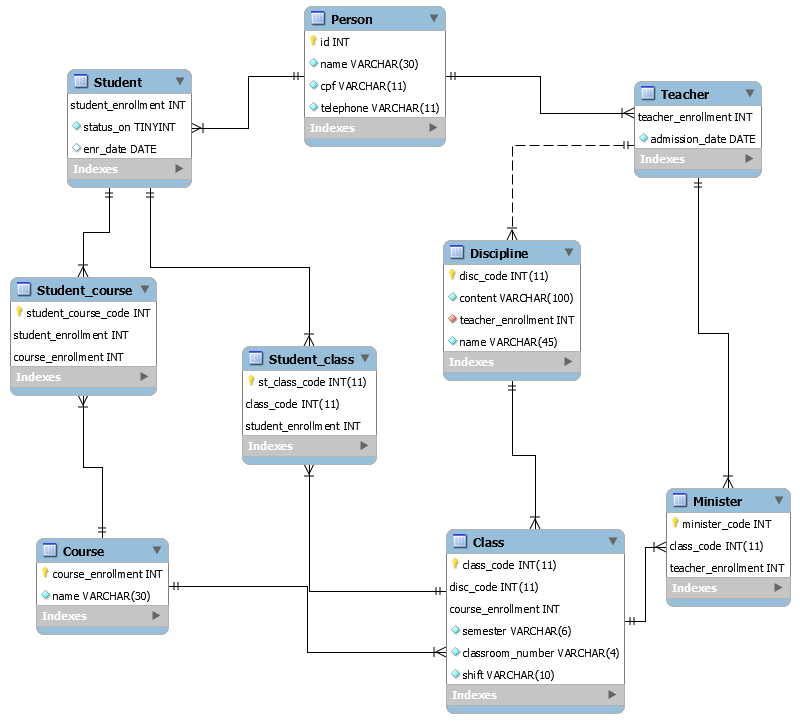 Person
id INT
name VARCHAR(30)
cpf VARCHAR(11)
telephone VARCHAR(11)
Indexes
Student
student_enrollment INT
status_on TINYINT
enr_date DATE
Indexes
Teacher
teacher_enrollment INT
admission_date DATE
Indexes
Discipline
disc_code INT(11)
content VARCHAR(100)
teacher_enrollment INT
name VARCHAR(45)
Indexes
Student_course
student_course_code INT
student_enrollment INT
course_enrollment INT
Indexes
Student_class
st_class_code INT(11)
class_code INT(11)
student_enrollment INT
Indexes
Course
course_enrollment INT
name VARCHAR(30)
Indexes
Class
class_code INT(11)
disc_code INT(11)
course_enrollment INT
semester VARCHAR(6)
classroom_number VARCHAR(4)
shift VARCHAR(10)
Indexes
Minister
minister_code INT
class_code INT(11)
teacher_enrollment INT
Indexes